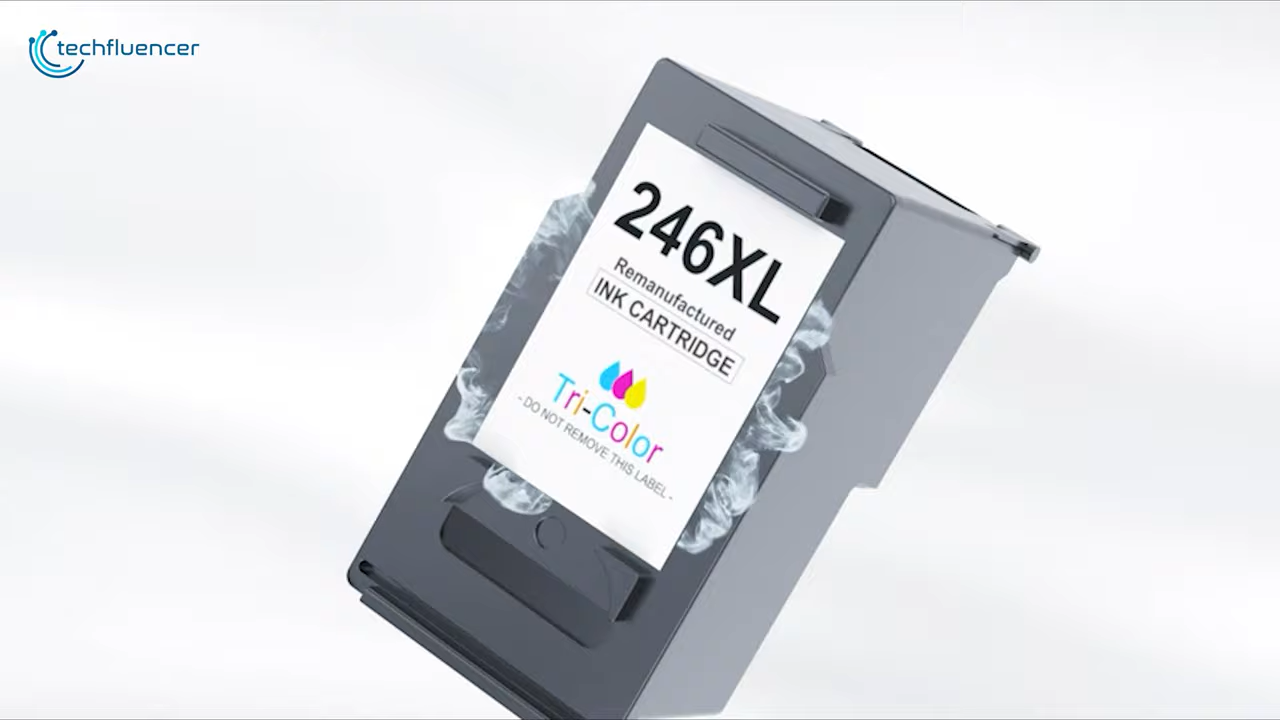 techfluencer
246XL
Remanufactured
INK CARTRIDGE
Tri-Color
- DO NOT REMOVE THIS LABEL -